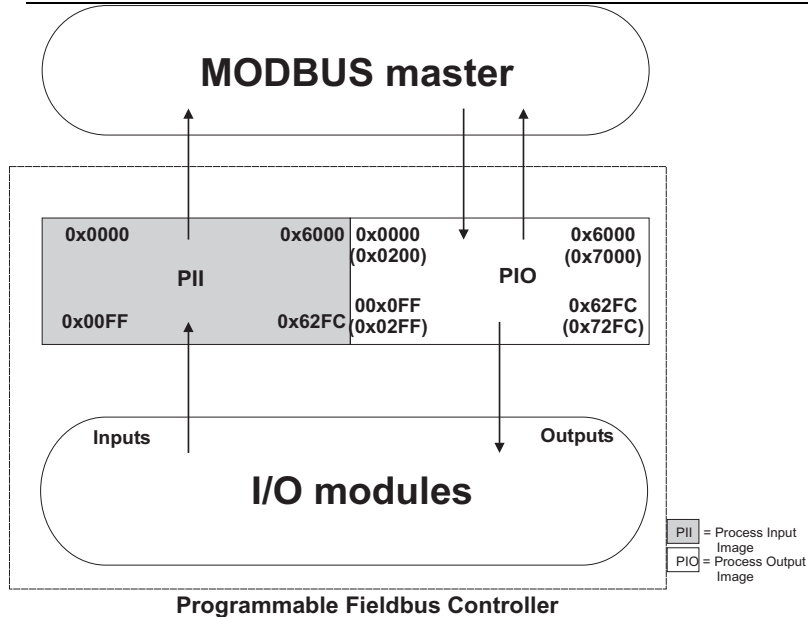 MODBUS master
0x0000 0x6000 0x0000 0x6000
(0x0200) (0x7000)
PII PIO
0x00FF 0x62FC 00x0FF 0x62FC
(0x02FF) (0x72FC)
Inputs Outputs
I/O modules
PII = Process Input
Image
PIO = Process Output
Image
Programmable Fieldbus Controller